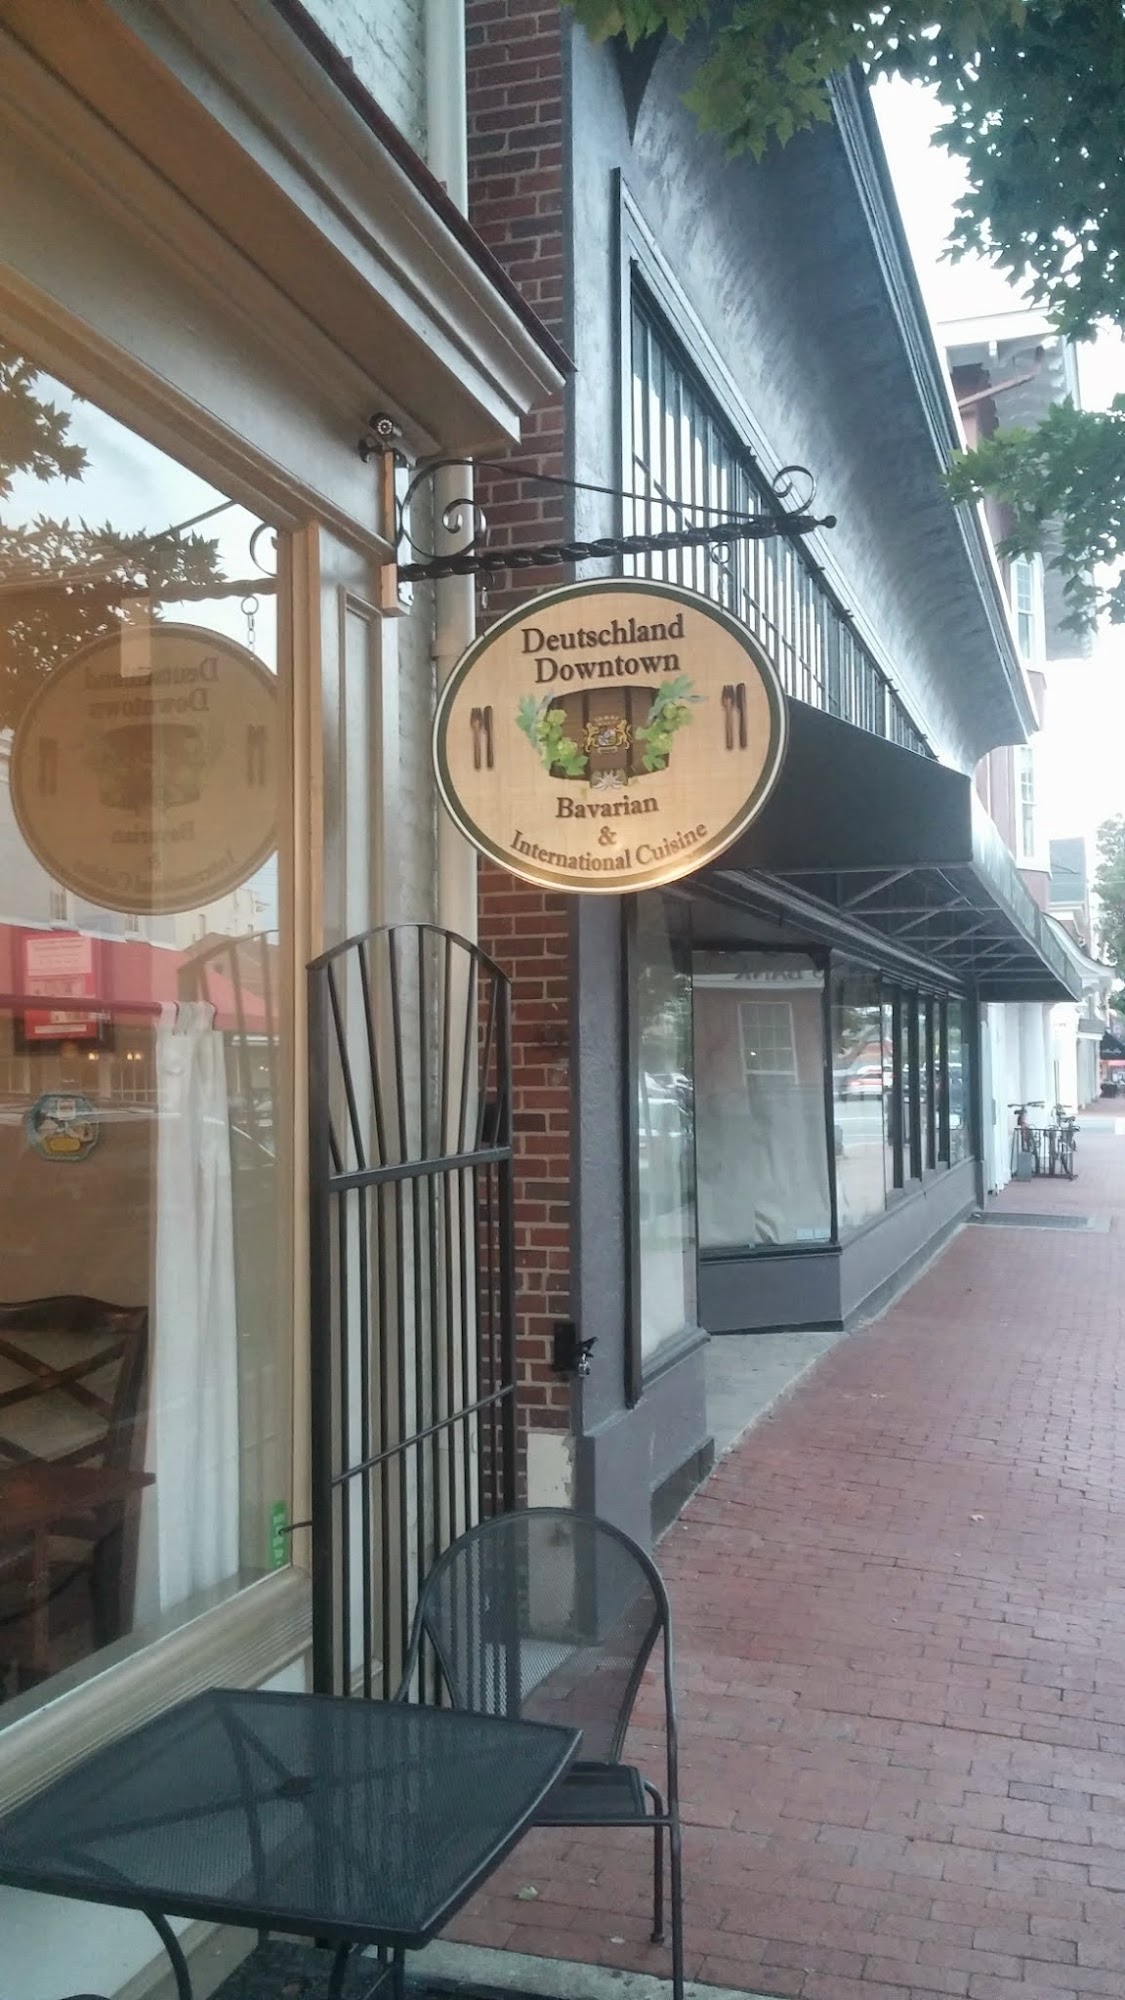 Deutschland
Downtown
Bavarian
&
International Cuisine